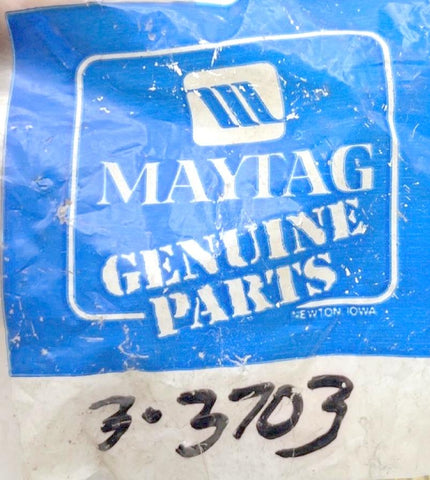 MAYTAG
GENUINE
PARTS
NEWTON, IOWA
3-3703